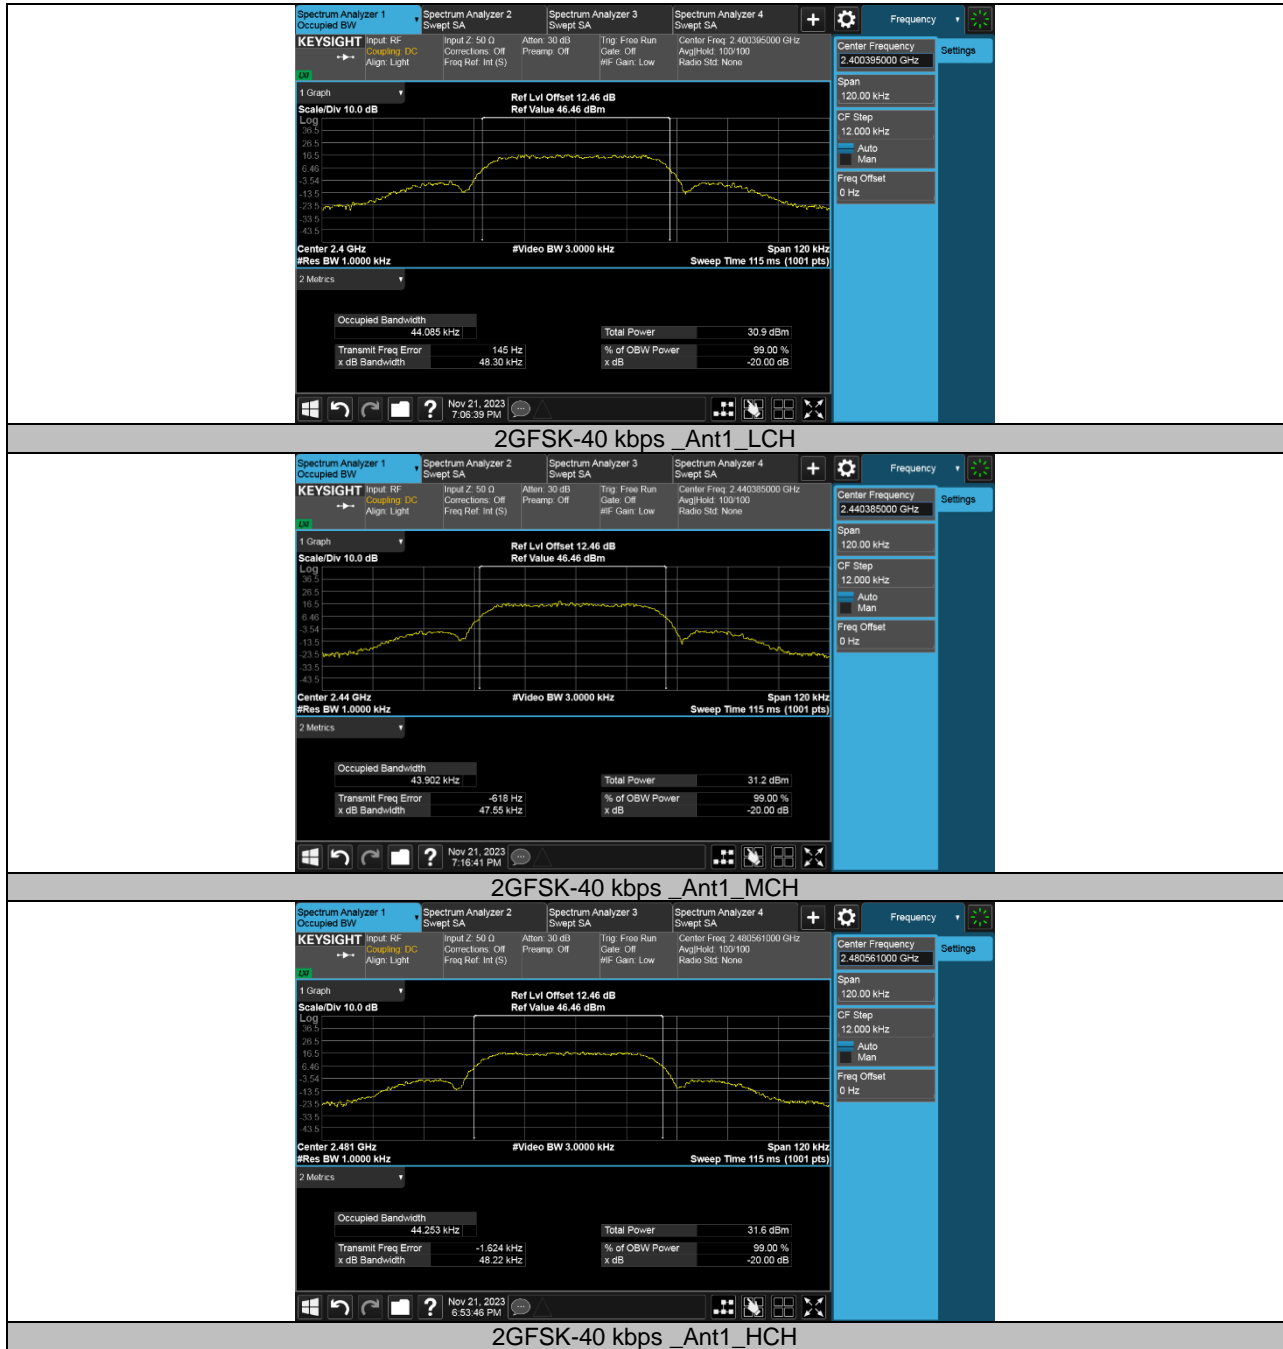 Spectrum Analyzer 1
Occupied BW
Spectrum Analyzer 2
Swept SA
Spectrum Analyzer 3
Swept SA
Spectrum Analyzer 4
Swept SA
+
Frequency
KEYSIGHT
Input: RF
Coupling: DC
Align: Light
Input Z: 50 Ω
Corrections: Off
Freq Ref: Int (S)
Atten: 30 dB
Preamp: Off
Trig: Free Run
Gate: Off
#IF Gain: Low
Center Freq: 2.400395000 GHz
Avg|Hold: 100/100
Radio Std: None
LXI
Center Frequency
2.400395000 GHz
Settings
Span
120.00 kHz
CF Step
12.000 kHz
Auto
Man
Freq Offset
0 Hz
1 Graph
Scale/Div 10.0 dB
Ref Lvl Offset 12.46 dB
Ref Value 46.46 dBm
Log
36.5
26.5
16.5
6.46
-3.54
-13.5
-23.5
-33.5
-43.5
Center 2.4 GHz
#Res BW 1.0000 kHz
#Video BW 3.0000 kHz
Span 120 kHz
Sweep Time 115 ms (1001 pts)
2 Metrics
Occupied Bandwidth
44.085 kHz
Transmit Freq Error 145 Hz
x dB Bandwidth 48.30 kHz
Total Power 30.9 dBm
% of OBW Power 99.00 %
x dB -20.00 dB
?
Nov 21, 2023
7:06:39 PM
2GFSK-40 kbps _Ant1_LCH
Spectrum Analyzer 1
Occupied BW
Spectrum Analyzer 2
Swept SA
Spectrum Analyzer 3
Swept SA
Spectrum Analyzer 4
Swept SA
+
Frequency
KEYSIGHT
Input: RF
Coupling: DC
Align: Light
Input Z: 50 Ω
Corrections: Off
Freq Ref: Int (S)
Atten: 30 dB
Preamp: Off
Trig: Free Run
Gate: Off
#IF Gain: Low
Center Freq: 2.440385000 GHz
Avg|Hold: 100/100
Radio Std: None
LXI
Center Frequency
2.440385000 GHz
Settings
Span
120.00 kHz
CF Step
12.000 kHz
Auto
Man
Freq Offset
0 Hz
1 Graph
Scale/Div 10.0 dB
Ref Lvl Offset 12.46 dB
Ref Value 46.46 dBm
Log
36.5
26.5
16.5
6.46
-3.54
-13.5
-23.5
-33.5
-43.5
Center 2.44 GHz
#Res BW 1.0000 kHz
#Video BW 3.0000 kHz
Span 120 kHz
Sweep Time 115 ms (1001 pts)
2 Metrics
Occupied Bandwidth
43.902 kHz
Transmit Freq Error -618 Hz
x dB Bandwidth 47.55 kHz
Total Power 31.2 dBm
% of OBW Power 99.00 %
x dB -20.00 dB
?
Nov 21, 2023
7:16:41 PM
2GFSK-40 kbps _Ant1_MCH
Spectrum Analyzer 1
Occupied BW
Spectrum Analyzer 2
Swept SA
Spectrum Analyzer 3
Swept SA
Spectrum Analyzer 4
Swept SA
+
Frequency
KEYSIGHT
Input: RF
Coupling: DC
Align: Light
Input Z: 50 Ω
Corrections: Off
Freq Ref: Int (S)
Atten: 30 dB
Preamp: Off
Trig: Free Run
Gate: Off
#IF Gain: Low
Center Freq: 2.480561000 GHz
Avg|Hold: 100/100
Radio Std: None
LXI
Center Frequency
2.480561000 GHz
Settings
Span
120.00 kHz
CF Step
12.000 kHz
Auto
Man
Freq Offset
0 Hz
1 Graph
Scale/Div 10.0 dB
Ref Lvl Offset 12.46 dB
Ref Value 46.46 dBm
Log
36.5
26.5
16.5
6.46
-3.54
-13.5
-23.5
-33.5
-43.5
Center 2.481 GHz
#Res BW 1.0000 kHz
#Video BW 3.0000 kHz
Span 120 kHz
Sweep Time 115 ms (1001 pts)
2 Metrics
Occupied Bandwidth
44.253 kHz
Transmit Freq Error -1.624 kHz
x dB Bandwidth 48.22 kHz
Total Power 31.6 dBm
% of OBW Power 99.00 %
x dB -20.00 dB
?
Nov 21, 2023
6:53:46 PM
2GFSK-40 kbps _Ant1_HCH